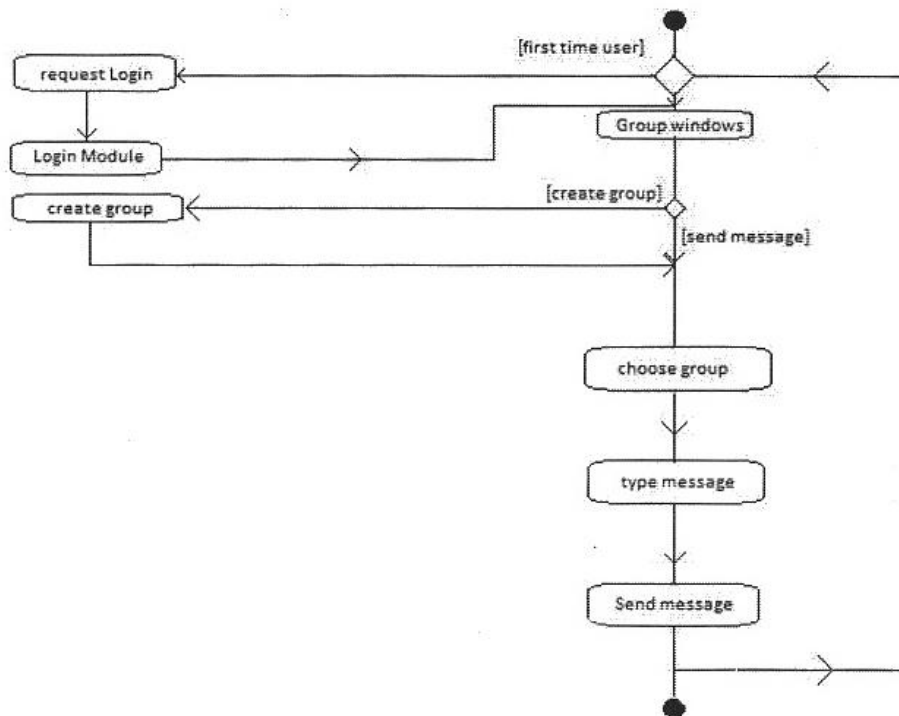 [first time user]
request Login
Group windows
Login Module
[create group]
create group
[send message]
choose group
type message
Send message